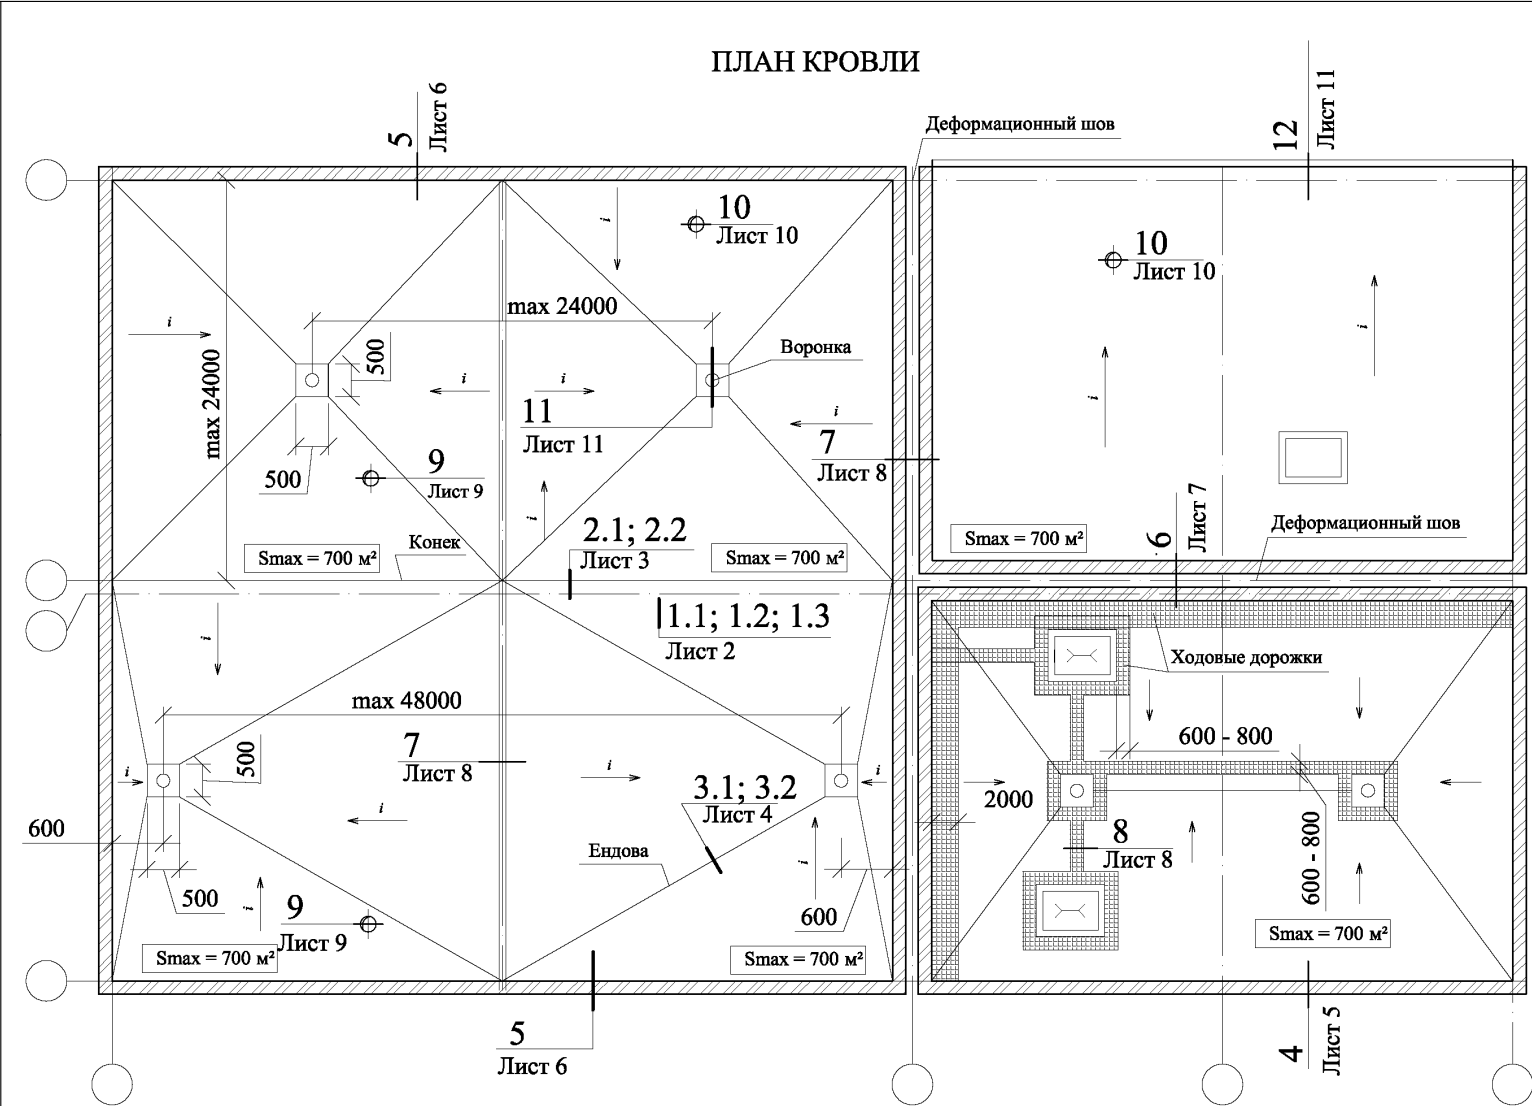 ПЛАН КРОВЛИ
5
Лист 6
Деформационный шов
12
Лист 11
10
Лист 10
i
10
Лист 10
max 24000
i
i
max 24000
500
Воронка
i
i
i
11
Лист 11
i
7
Лист 8
9
Лист 9
500
i
2.1; 2.2
Лист 3
Конек
Smax = 700 м²
Smax = 700 м²
Smax = 700 м²
6
Лист 7
Деформационный шов
1.1; 1.2; 1.3
Лист 2
i
Ходовые дорожки
max 48000
600 - 800
7
Лист 8
500
i
i
i
3.1; 3.2
Лист 4
2000
i
600
8
Лист 8
600 - 800
Ендова
i
500
i
9
Лист 9
600
Smax = 700 м²
Smax = 700 м²
Smax = 700 м²
5
Лист 6
4
Лист 5